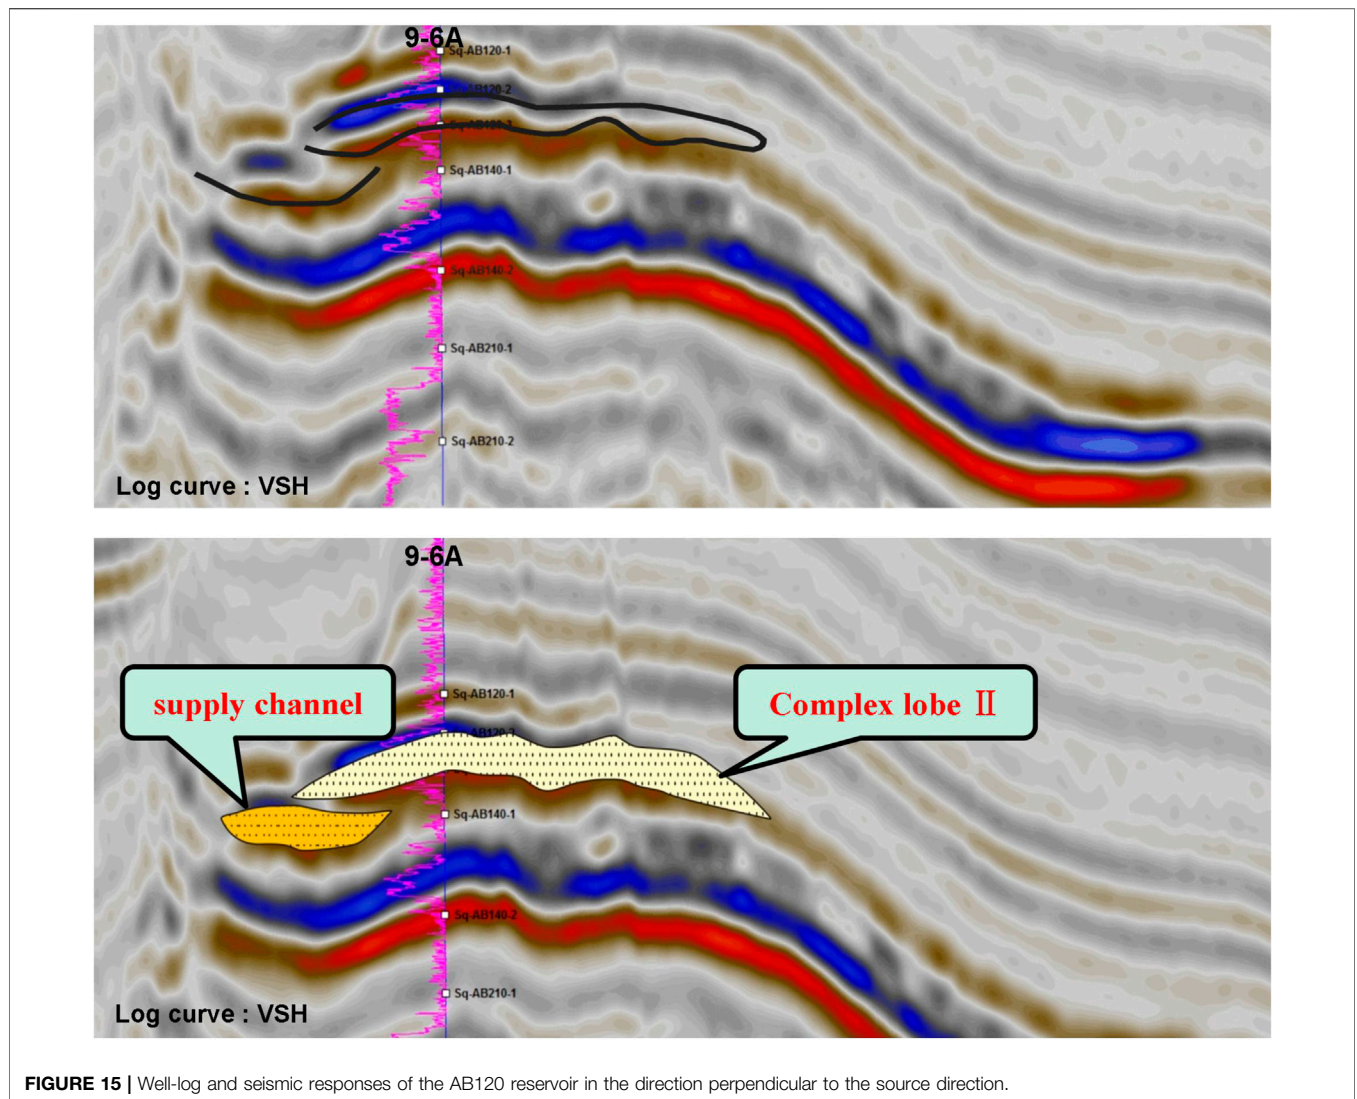 9-6A
Sq-AB120-1
Sq-AB140-1
Sq-AB140-2
Sq-AB210-1
Sq-AB210-2
Log curve : VSH
9-6A
supply channel
Complex lobe Ⅱ
Sq-AB120-1
Sq-AB140-1
Sq-AB140-2
Sq-AB210-1
Log curve : VSH
FIGURE 15 | Well-log and seismic responses of the AB120 reservoir in the direction perpendicular to the source direction.